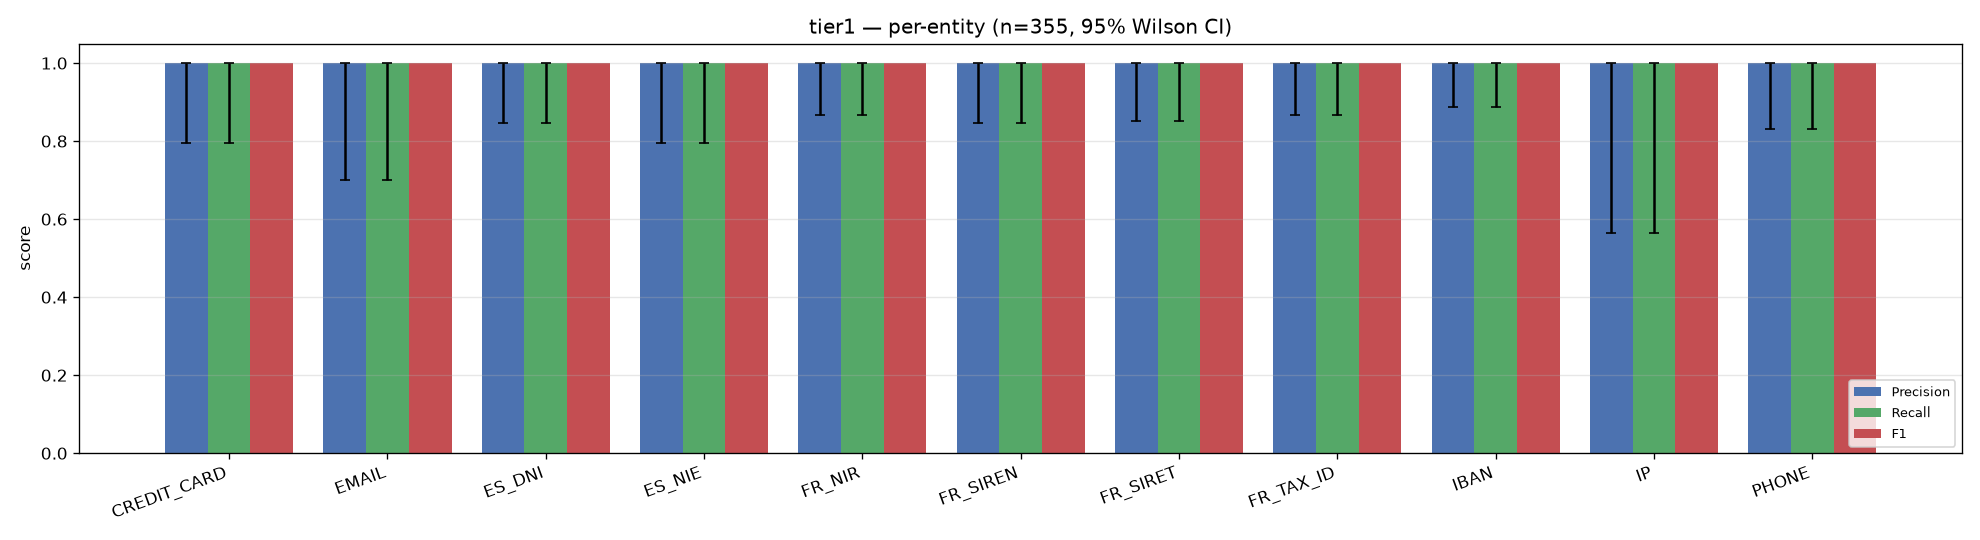 tier1 — per-entity (n=355, 95% Wilson CI)
score
1.0
0.8
0.6
0.4
0.2
0.0
CREDIT_CARD
EMAIL
ES_DNI
ES_NIE
FR_NIR
FR_SIREN
FR_SIRET
FR_TAX_ID
IBAN
IP
PHONE
Precision
Recall
F1